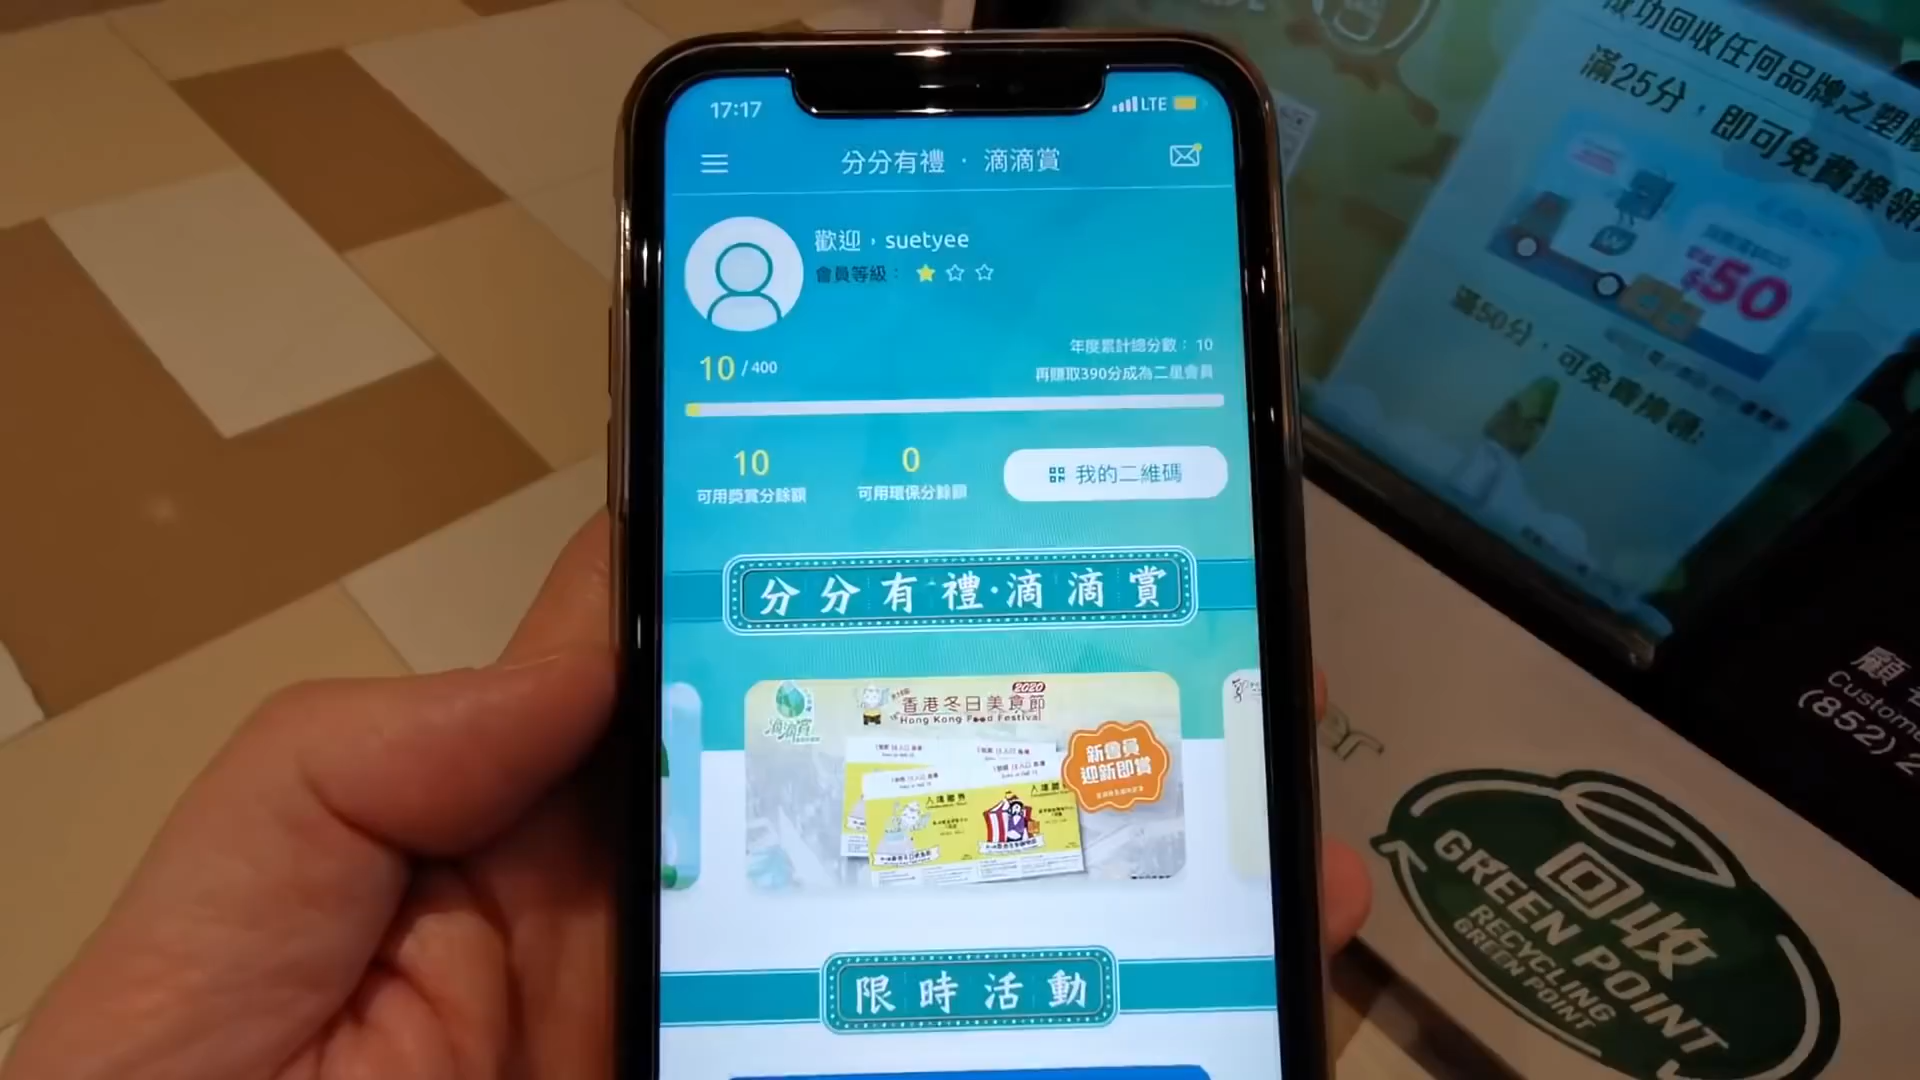 17:17
LTE
分分有禮 · 滴滴賞
歡迎，suetyee
會員等級：
10 / 400
年度累計總分數： 10
再賺取390分成為二星會員
10
可用獎賞分餘額
0
可用環保分餘額
我的二維碼
分分有禮·滴滴賞
滴滴賞
2020
香港冬日美食節
Hong Kong Food Festival
新會員
迎新即賞
限時活動
成功回收任何品牌之塑膠
滿25分，即可免費換領
$50
滿50分，可免費換領:
Custome
(852) 2
回收
GREEN POINT
RECYCLING
GREEN POINT